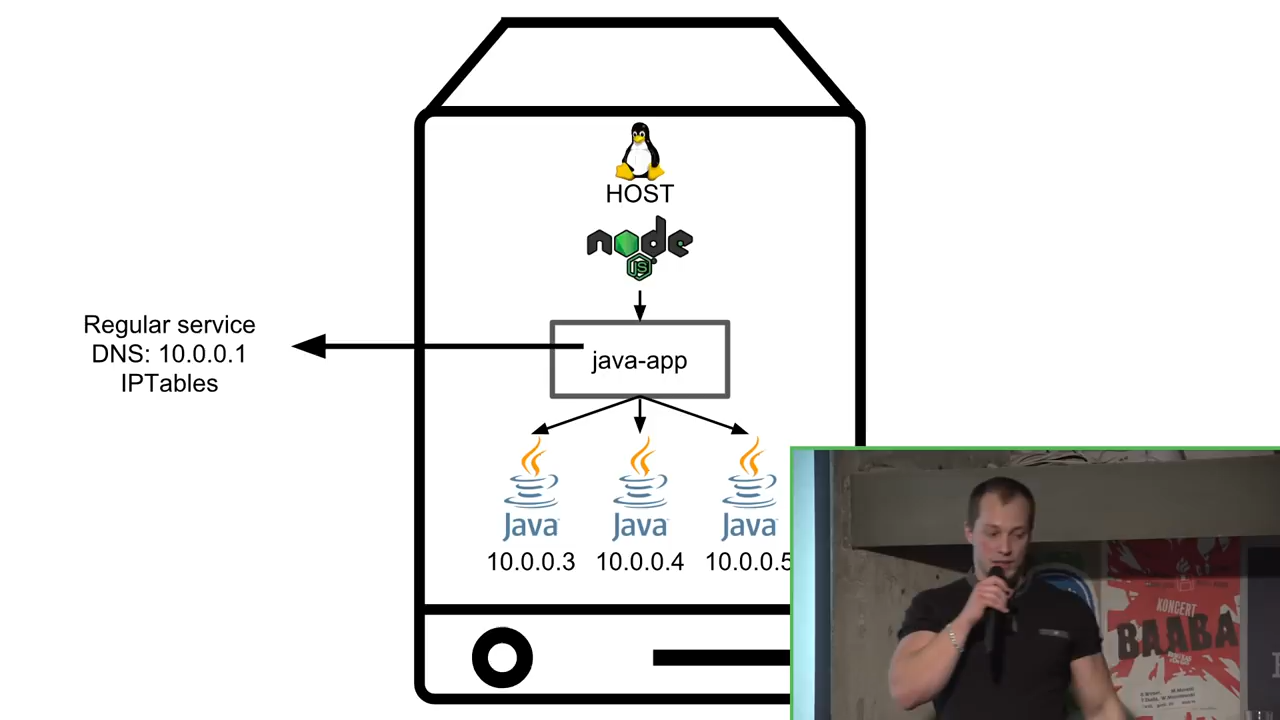 HOST
node
JS
Regular service
DNS: 10.0.0.1
IPTables
java-app
Java
Java
Java
10.0.0.3
10.0.0.4
10.0.0.5
KONCERT
BAABA